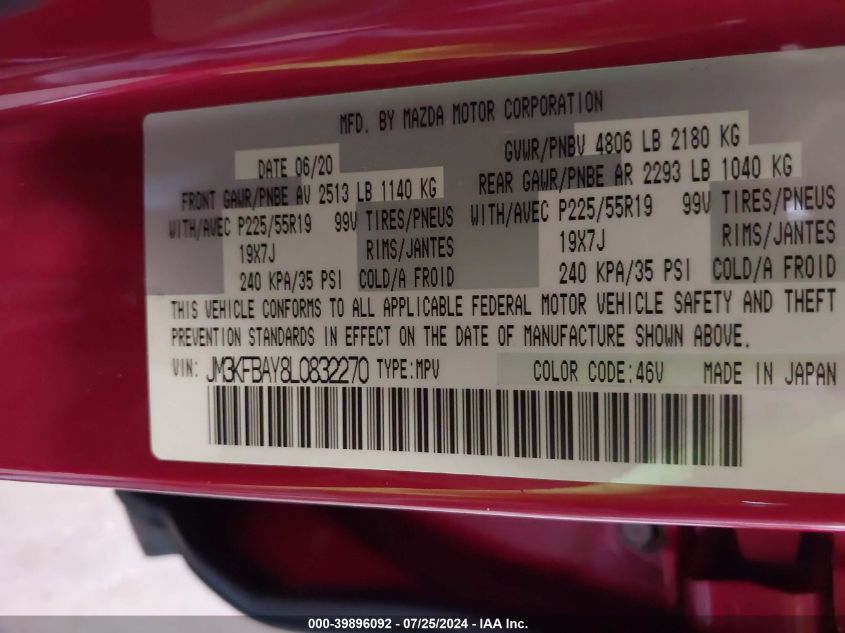 MFD. BY MAZDA MOTOR CORPORATION
DATE 06/20
GVWR/PNBV 4806 LB 2180 KG
FRONT GAWR/PNBE AV 2513 LB 1140 KG
REAR GAWR/PNBE AR 2293 LB 1040 KG
WITH/AVEC P225/55R19 99V TIRES/PNEUS
WITH/AVEC P225/55R19 99V TIRES/PNEUS
19X7J RIMS/JANTES
19X7J RIMS/JANTES
240 KPA/35 PSI COLD/A FROID
240 KPA/35 PSI COLD/A FROID
THIS VEHICLE CONFORMS TO ALL APPLICABLE FEDERAL MOTOR VEHICLE SAFETY AND THEFT
PREVENTION STANDARDS IN EFFECT ON THE DATE OF MANUFACTURE SHOWN ABOVE.
VIN: JM3KFBAY8L0832270 TYPE:MPV COLOR CODE:46V MADE IN JAPAN
000-39896092 - 07/25/2024 - IAA Inc.